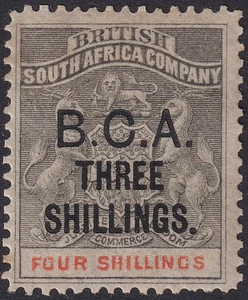 BRITISH
SOUTH AFRICA COMPANY
B.C.A.
THREE
SHILLINGS.
COMMERCE
FOUR SHILLINGS